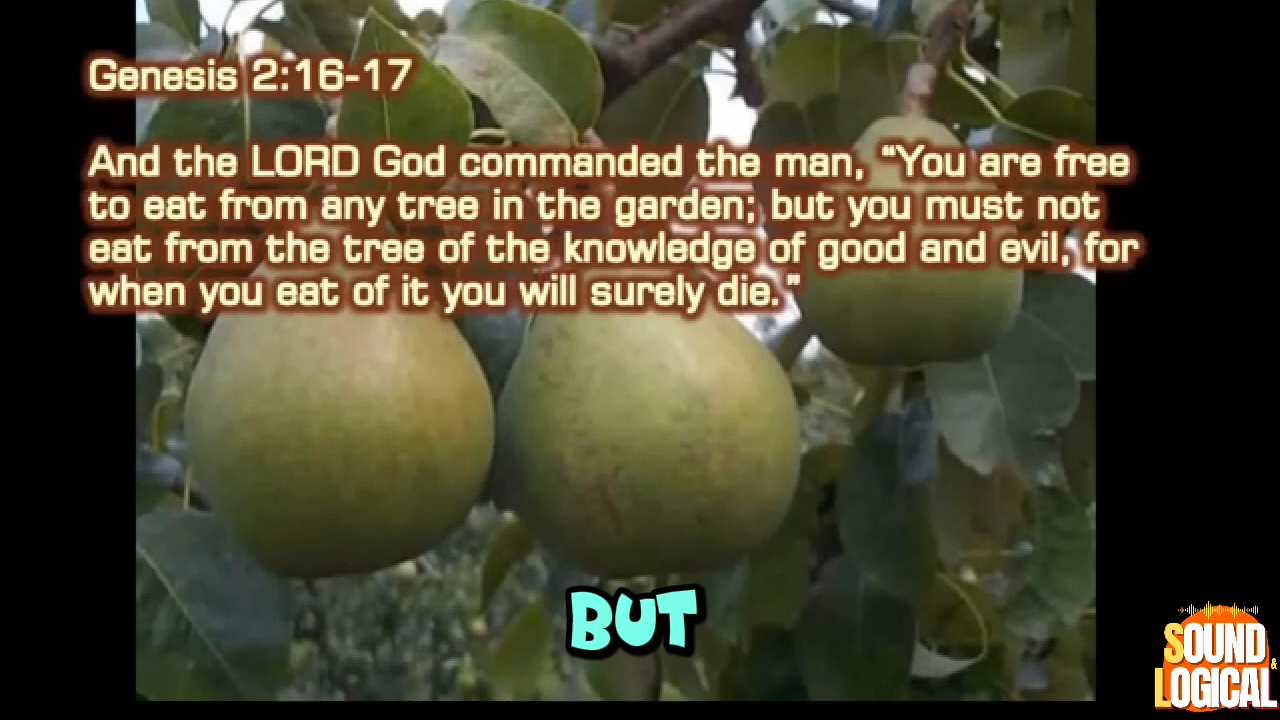 Genesis 2:16-17
And the LORD God commanded the man, “You are free
to eat from any tree in the garden; but you must not
eat from the tree of the knowledge of good and evil, for
when you eat of it you will surely die.”
BUT
SOUND
&
LOGICAL